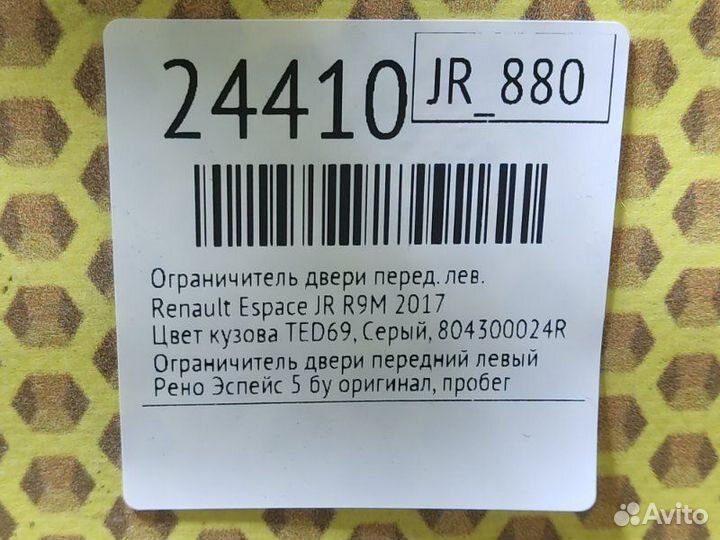 24410
JR_880
Ограничитель двери перед. лев.
Renault Espace JR R9M 2017
Цвет кузова TED69, Серый, 804300024R
Ограничитель двери передний левый
Рено Эспейс 5 бу оригинал, пробег
Avito